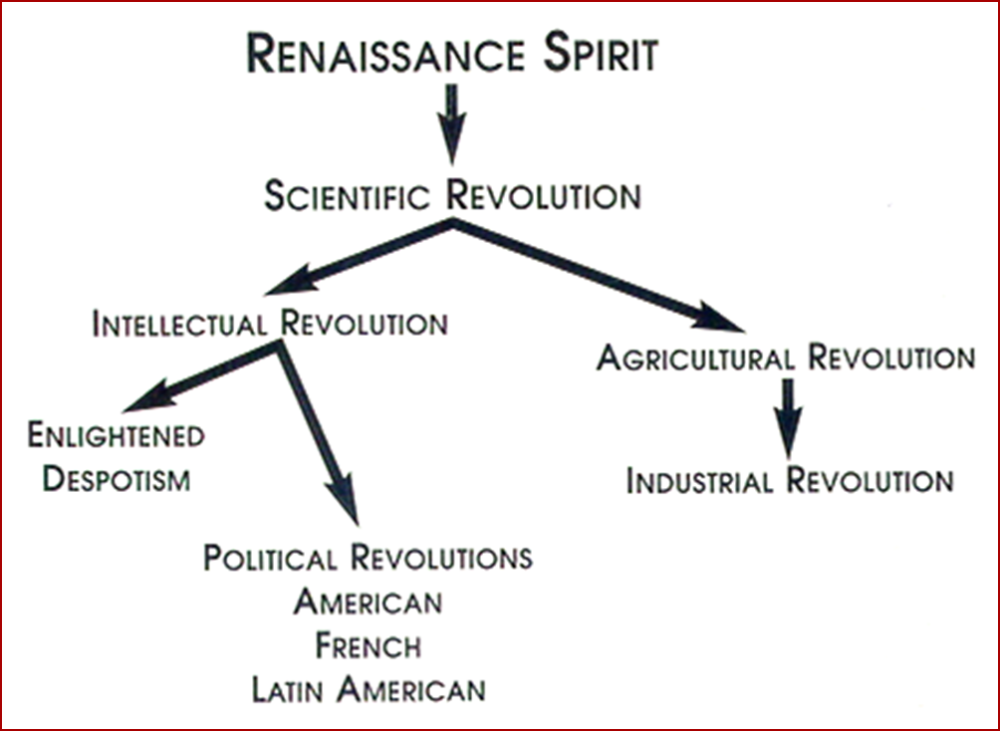 RENAISSANCE SPIRIT
SCIENTIFIC REVOLUTION
INTELLECTUAL REVOLUTION
AGRICULTURAL REVOLUTION
ENLIGHTENED
DESPOTISM
INDUSTRIAL REVOLUTION
POLITICAL REVOLUTIONS
AMERICAN
FRENCH
LATIN AMERICAN